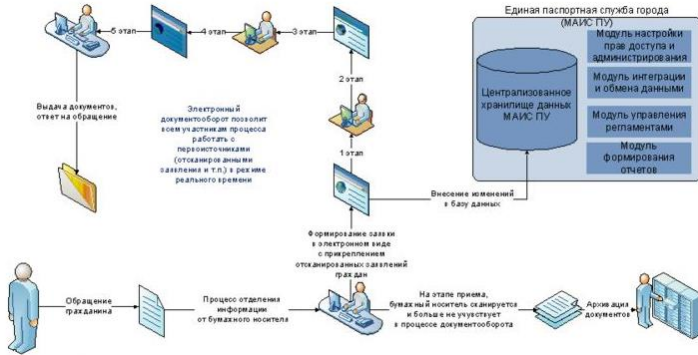 Единая паспортная служба города
(МАИС ПУ)
Централизованное
хранилище данных
МАИС ПУ
Модуль настройки
прав доступа и
администрирования
Модуль интеграции
и обмена данными
Модуль управления
регламентами
Модуль
формирования
отчетов
5 этап
4 этап
3 этап
2 этап
1 этап
Выдача документов,
ответ на обращение
Электронный
документооборот позволит
всем участникам процесса
работать с
первоисточниками
(отсканированными
заявления и т.п.) в режиме
реального времени
Внесение изменений
в базу данных
Формирование заявки
в электронном виде
с прикреплением
отсканированных заявлений
граждан
Обращение
гражданина
Процесс отделения
информации
от бумажного носителя
На этапе приема,
бумажный носитель сканируется
и больше не учувствует
в процессе документооборота
Архивация
документов